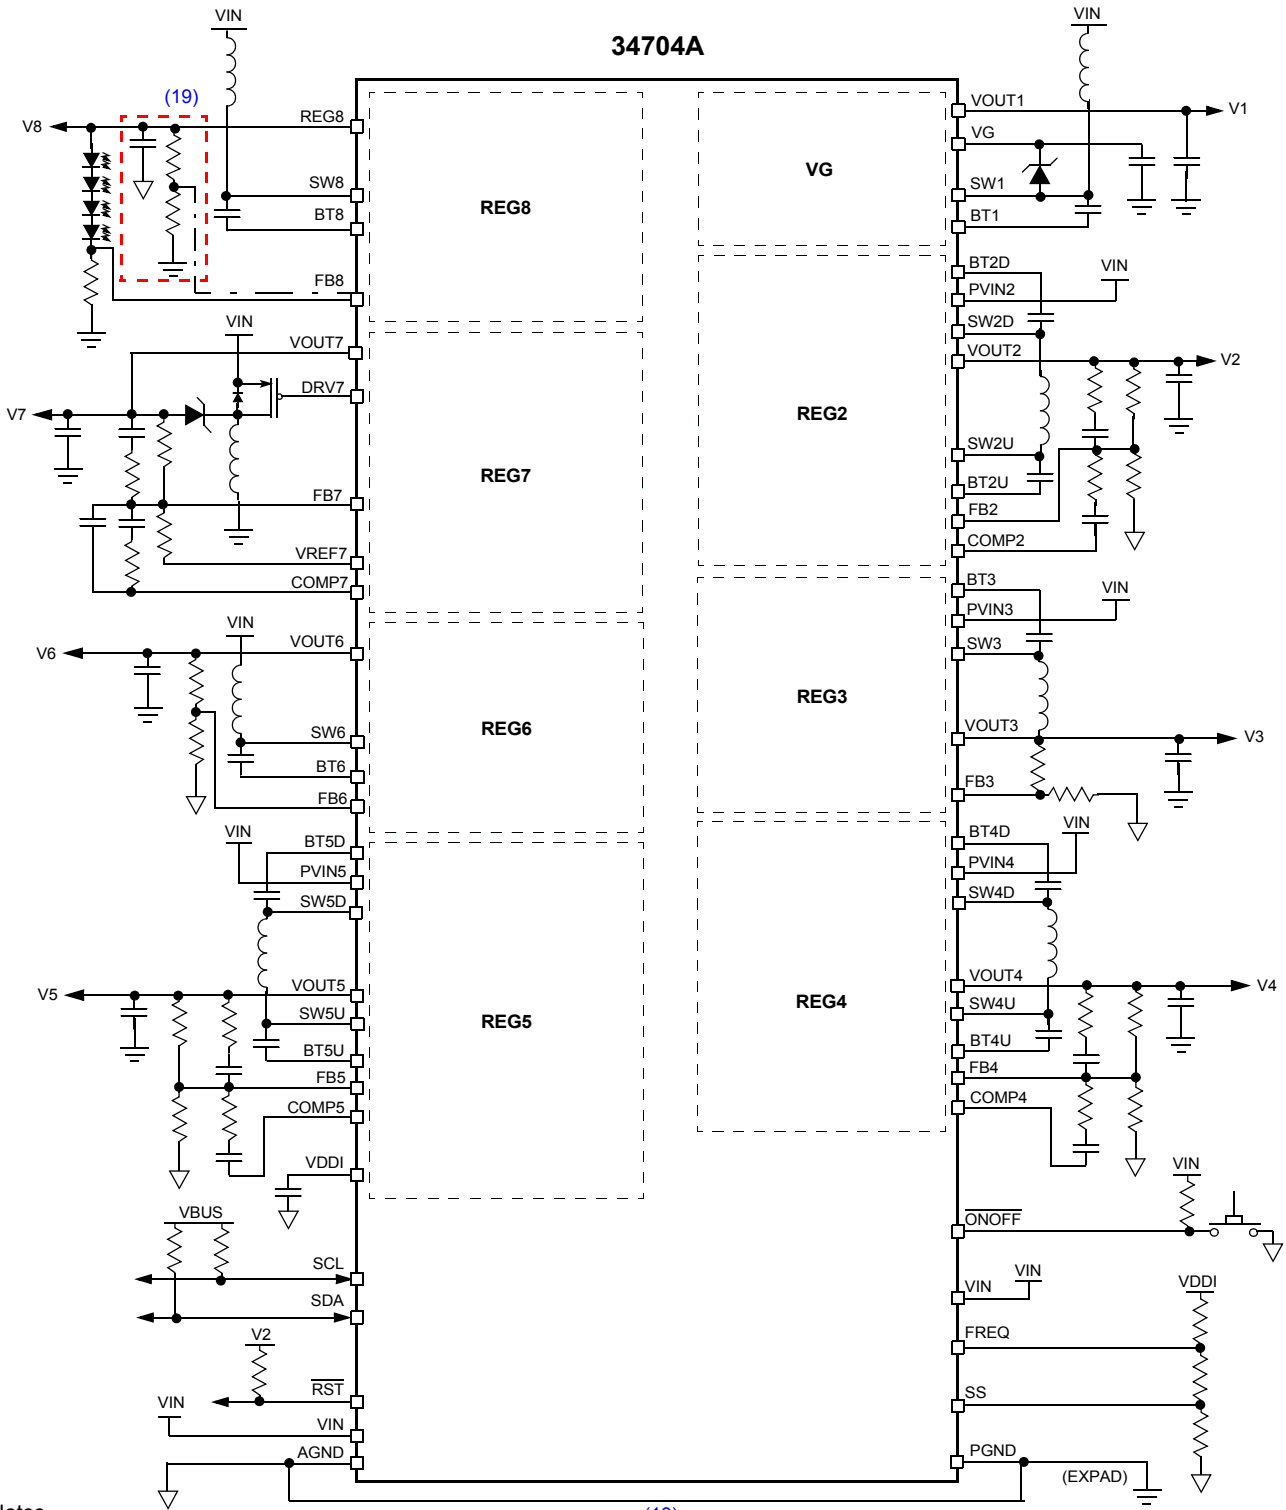 VIN
VIN
34704A
(19)
V8
REG8
VOUT1
V1
VG
VG
SW8
SW1
REG8
BT8
BT1
BT2D
VIN
FB8
PVIN2
VIN
SW2D
VOUT7
VOUT2
V2
DRV7
V7
REG2
SW2U
REG7
BT2U
FB7
FB2
COMP2
VREF7
COMP7
BT3
VIN
PVIN3
VIN
V6
VOUT6
SW3
REG3
REG6
SW6
VOUT3
V3
BT6
FB6
FB3
VIN
BT5D
BT4D
VIN
PVIN5
PVIN4
SW5D
SW4D
V5
VOUT5
VOUT4
V4
REG4
SW5U
SW4U
REG5
BT5U
BT4U
FB5
FB4
COMP5
COMP4
VDDI
VIN
VBUS
ONOFF
SCL
VIN
VIN
VDDI
SDA
V2
FREQ
RST
SS
VIN
VIN
AGND
PGND
(EXPAD)